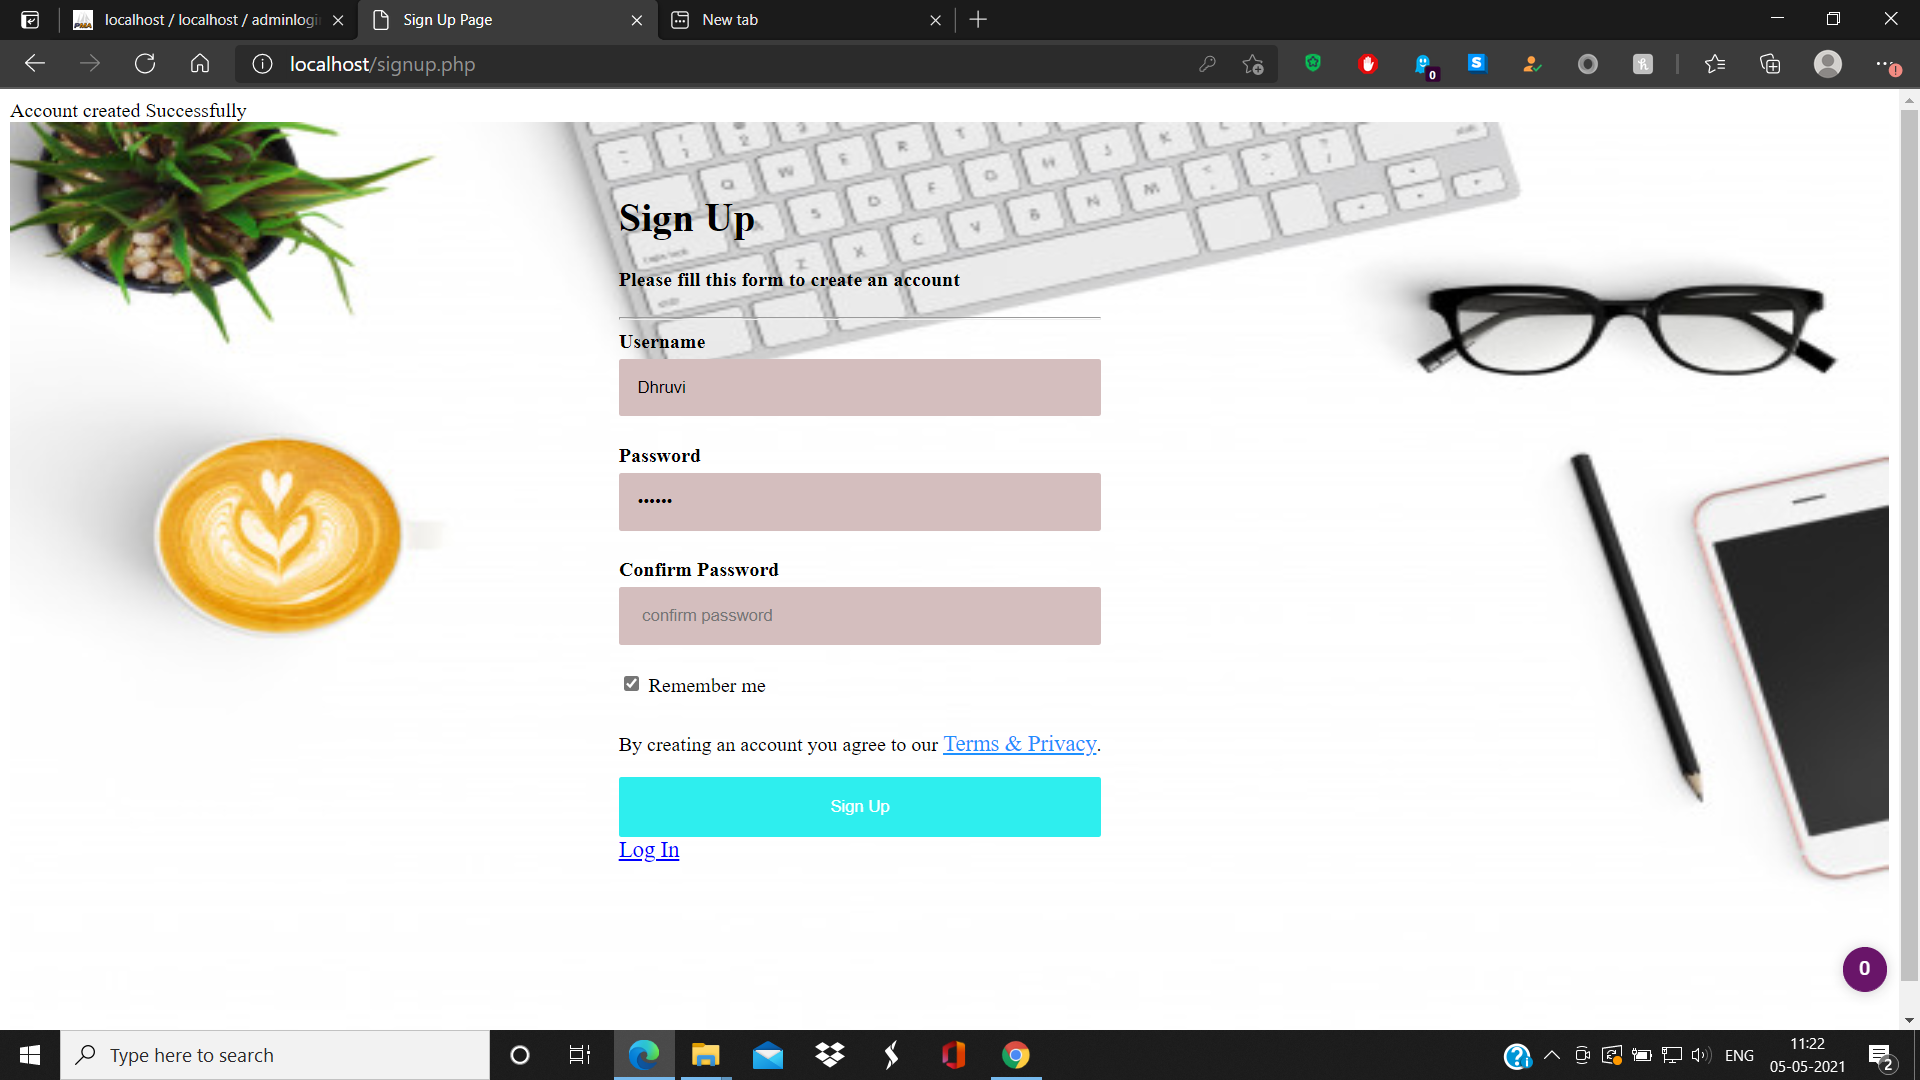 localhost / localhost / adminlogin
Sign Up Page
New tab
localhost/signup.php
0
Account created Successfully
Sign Up
Please fill this form to create an account
Username
Dhruvi
Password
••••••
Confirm Password
confirm password
Remember me
By creating an account you agree to our Terms & Privacy.
Sign Up
Log In
0
Type here to search
ENG
11:22
05-05-2021
2